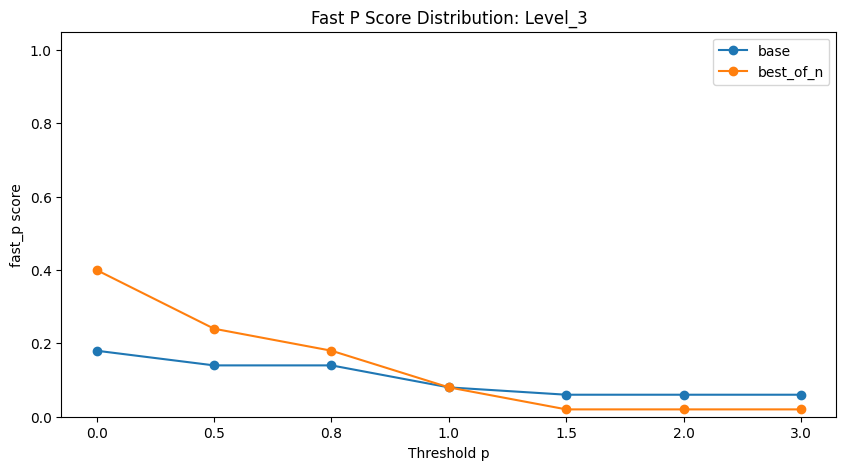 Fast P Score Distribution: Level_3
base
best_of_n
fast_p score
1.0
0.8
0.6
0.4
0.2
0.0
0.0 0.5 0.8 1.0 1.5 2.0 3.0
Threshold p